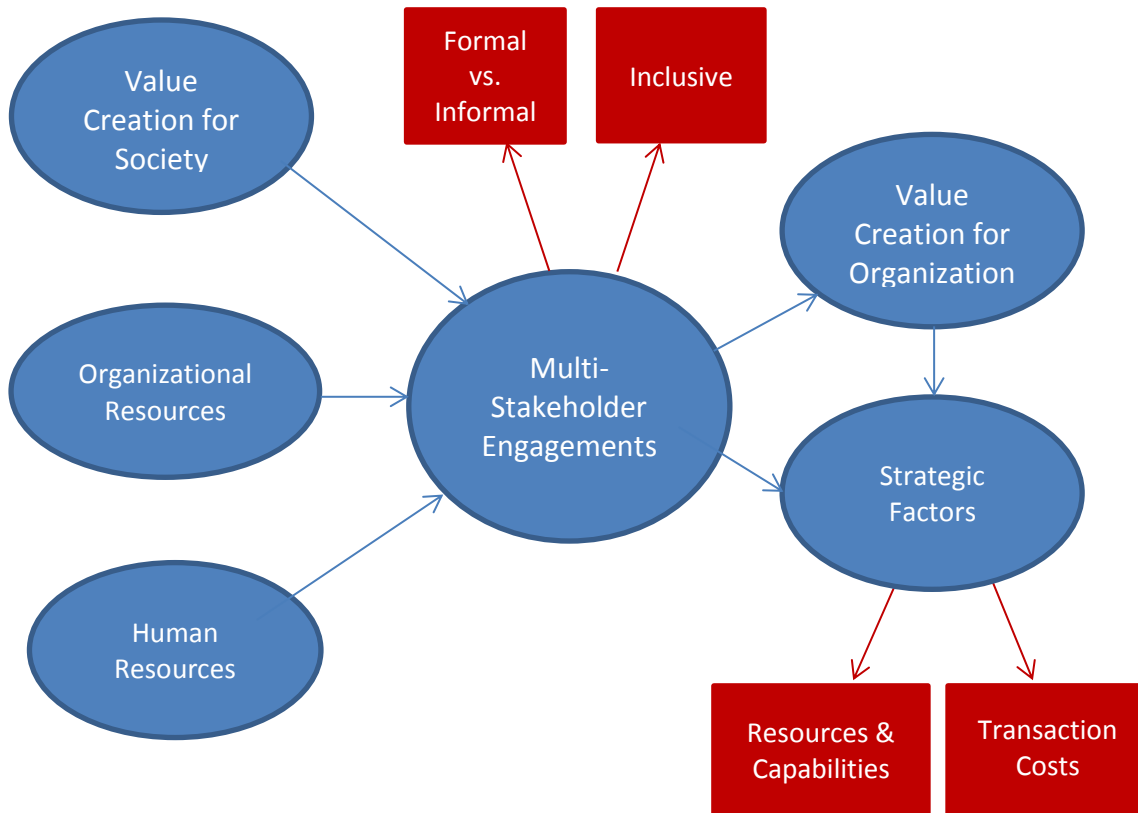 Value
Creation for
Society
Formal
vs.
Informal
Inclusive
Value
Creation for
Organization
Organizational
Resources
Multi-
Stakeholder
Engagements
Strategic
Factors
Human
Resources
Resources &
Capabilities
Transaction
Costs